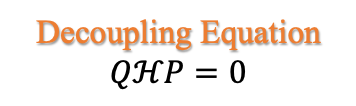 Decoupling Equation
𝑄ℋ𝑃 = 0